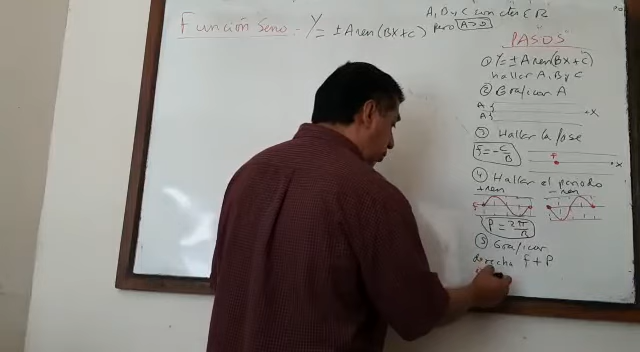 A, B y C son ctes ∈ ℝ
Función Seno.- Y = ± A sen (BX + C) pero A>0
PASOS
① Y = ± A sen (BX + C)
hallar A, B y C
② Graficar A
A
A
+X
③ Hallar la fase
f = -C/B
+X
④ Hallar el periodo
+sen -sen
P = 2π/B
⑤ Graficar
derecha f + P